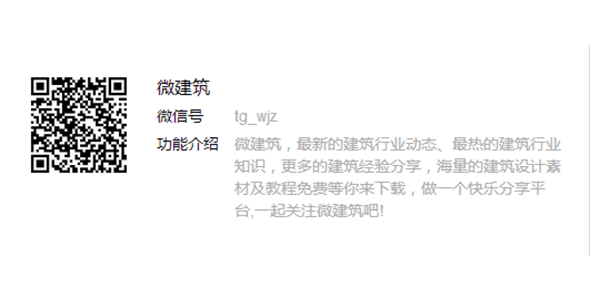 微建筑
微信号 tg_wjz
功能介绍 微建筑，最新的建筑行业动态、最热的建筑行业
知识，更多的建筑经验分享，海量的建筑设计素
材及教程免费等你来下载，做一个快乐分享平
台,一起关注微建筑吧!